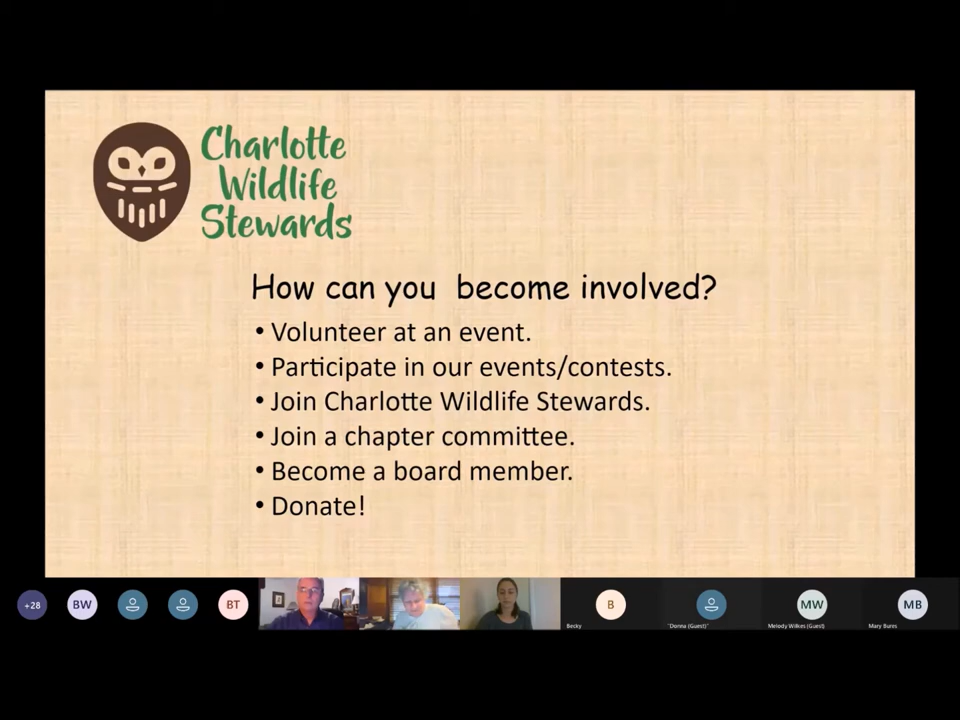 Charlotte
Wildlife
Stewards
How can you become involved?
• Volunteer at an event.
• Participate in our events/contests.
• Join Charlotte Wildlife Stewards.
• Join a chapter committee.
• Become a board member.
• Donate!
+28 BW BT B MW MB
Becky "Donna (Guest)" Melody Wilkes (Guest) Mary Bures